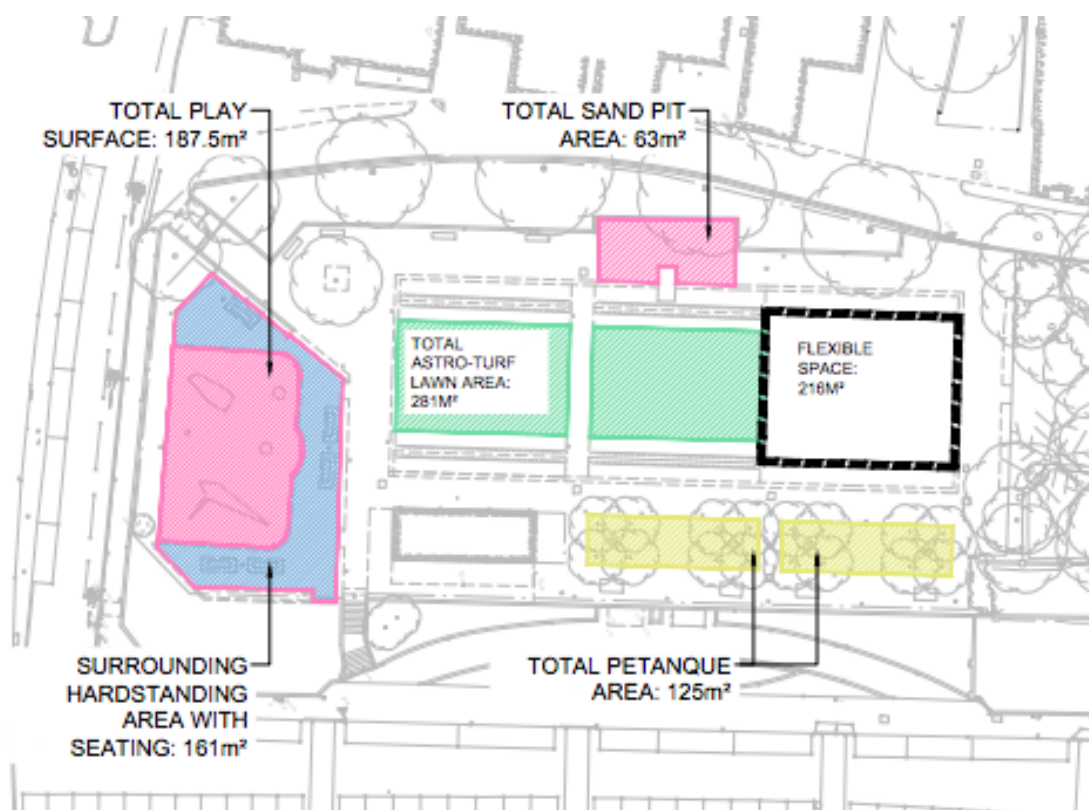 TOTAL PLAY
SURFACE: 187.5m²
TOTAL SAND PIT
AREA: 63m²
TOTAL
ASTRO-TURF
LAWN AREA:
281M²
FLEXIBLE
SPACE:
216M²
SURROUNDING
HARDSTANDING
AREA WITH
SEATING: 161m²
TOTAL PETANQUE
AREA: 125m²